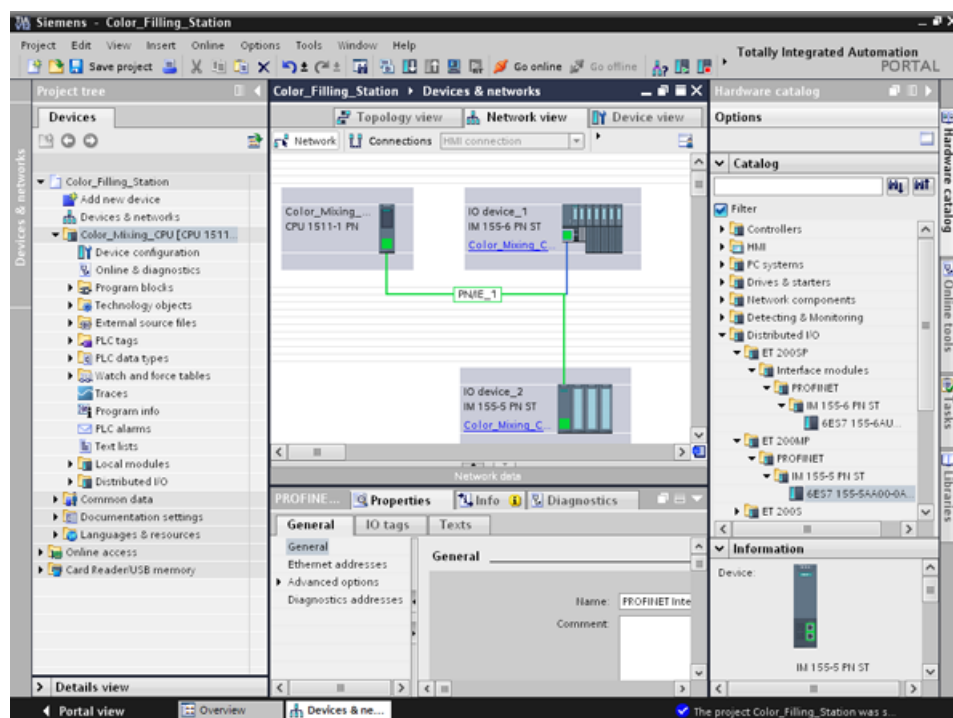 Siemens - Color_Filling_Station
Project Edit View Insert Online Options Tools Window Help
Save project Go online Go offline
Totally Integrated Automation
PORTAL
Project tree
Devices
Devices & networks
Color_Filling_Station
Add new device
Devices & networks
Color_Mixing_CPU [CPU 1511...
Device configuration
Online & diagnostics
Program blocks
Technology objects
External source files
PLC tags
PLC data types
Watch and force tables
Traces
Program info
PLC alarms
Text lists
Local modules
Distributed I/O
Common data
Documentation settings
Languages & resources
Online access
Card Reader/USB memory
Details view
Color_Filling_Station Devices & networks
Topology view Network view Device view
Network Connections HMI connection
Color_Mixing_...
CPU 1511-1 PN
IO device_1
IM 155-6 PN ST
Color_Mixing_C...
PN/IE_1
IO device_2
IM 155-5 PN ST
Color_Mixing_C...
Network data
PROFINE... Properties Info Diagnostics
General IO tags Texts
General
Ethernet addresses
Advanced options
Diagnostics addresses
General
Name: PROFINET Inte
Comment:
Hardware catalog
Options
Catalog
Filter
Controllers
HMI
PC systems
Drives & starters
Network components
Detecting & Monitoring
Distributed I/O
ET 200SP
Interface modules
PROFINET
IM 155-6 PN ST
6ES7 155-6AU...
ET 200MP
PROFINET
IM 155-5 PN ST
6ES7 155-5AA00-0A...
ET 200S
Information
Device:
IM 155-5 PN ST
Hardware catalog
Online tools
Tasks
Libraries
Portal view Overview Devices & ne...
The project Color_Filling_Station was s...